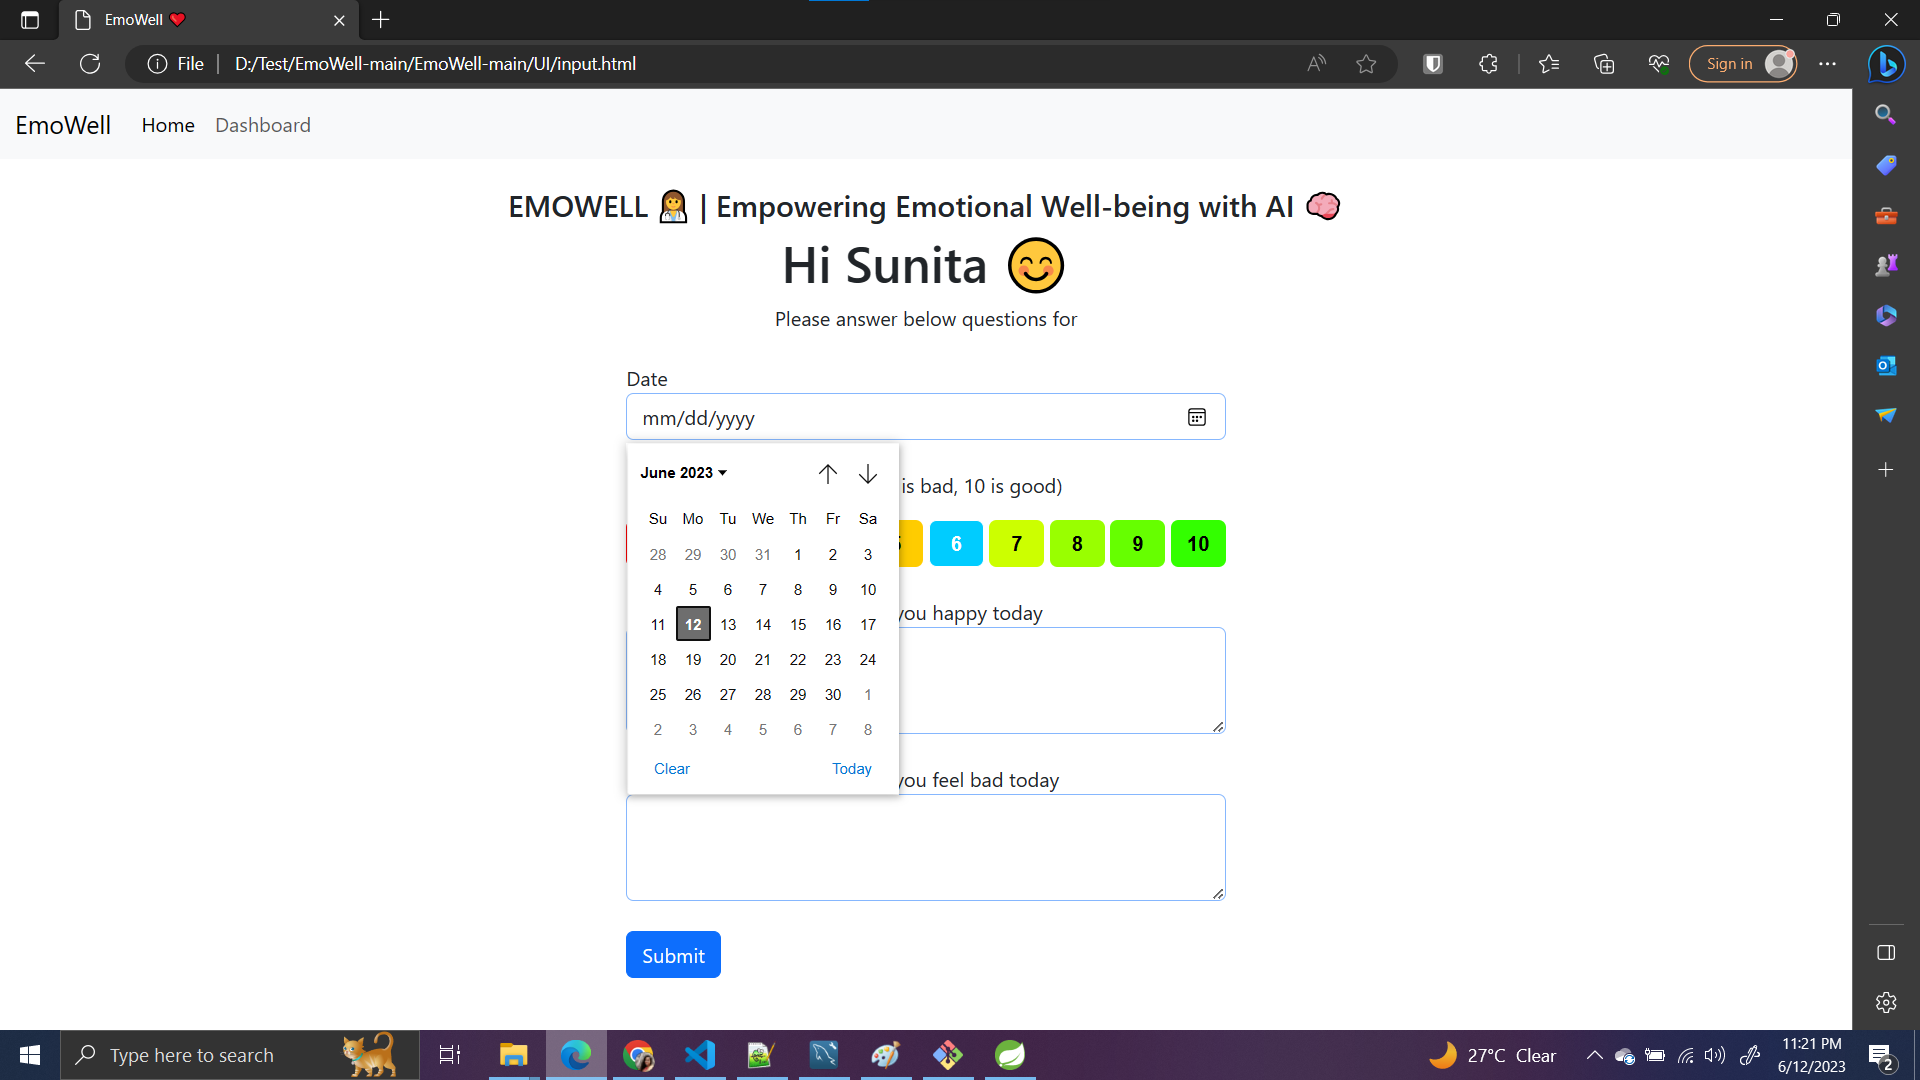 EmoWell ❤️
File
D:/Test/EmoWell-main/EmoWell-main/UI/input.html
Sign in
EmoWell Home Dashboard
EMOWELL 👩‍⚕️ | Empowering Emotional Well-being with AI 🧠
Hi Sunita 😊
Please answer below questions for
Date
mm/dd/yyyy
June 2023
is bad, 10 is good)
Su Mo Tu We Th Fr Sa
28 29 30 31 1 2 3
4 5 6 7 8 9 10
11 12 13 14 15 16 17
18 19 20 21 22 23 24
25 26 27 28 29 30 1
2 3 4 5 6 7 8
Clear Today
6 7 8 9 10
you happy today
you feel bad today
Submit
Type here to search
27°C Clear
11:21 PM
6/12/2023
2